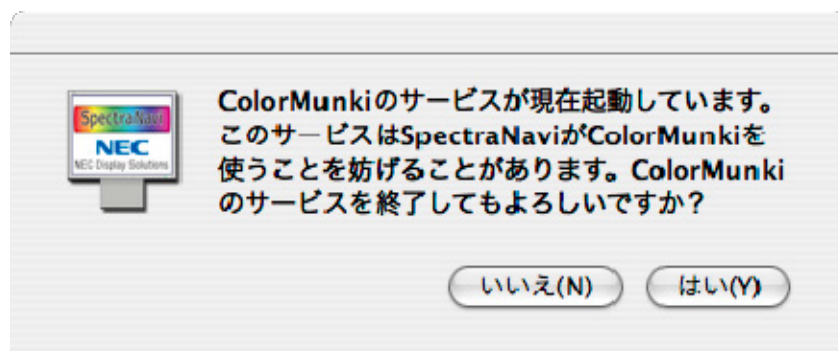 SpectraNavi
NEC
NEC Display Solutions
ColorMunkiのサービスが現在起動しています。
このサービスはSpectraNaviがColorMunkiを
使うことを妨げることがあります。ColorMunki
のサービスを終了してもよろしいですか？
いいえ(N)
はい(Y)